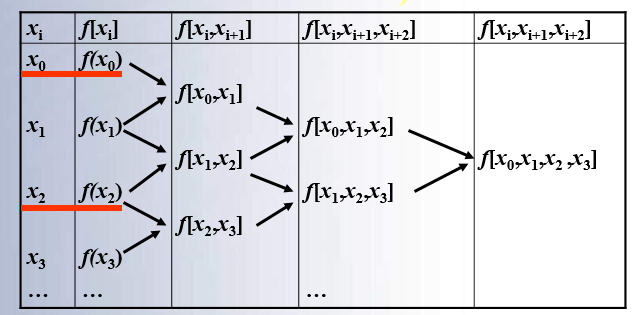 xi f[xi] f[xi,xi+1] f[xi,xi+1,xi+2] f[xi,xi+1,xi+2]
x0 f(x0)
f[x0,x1]
x1 f(x1) f[x0,x1,x2]
f[x1,x2] f[x0,x1,x2,x3]
x2 f(x2) f[x1,x2,x3]
f[x2,x3]
x3 f(x3)
... ... ...